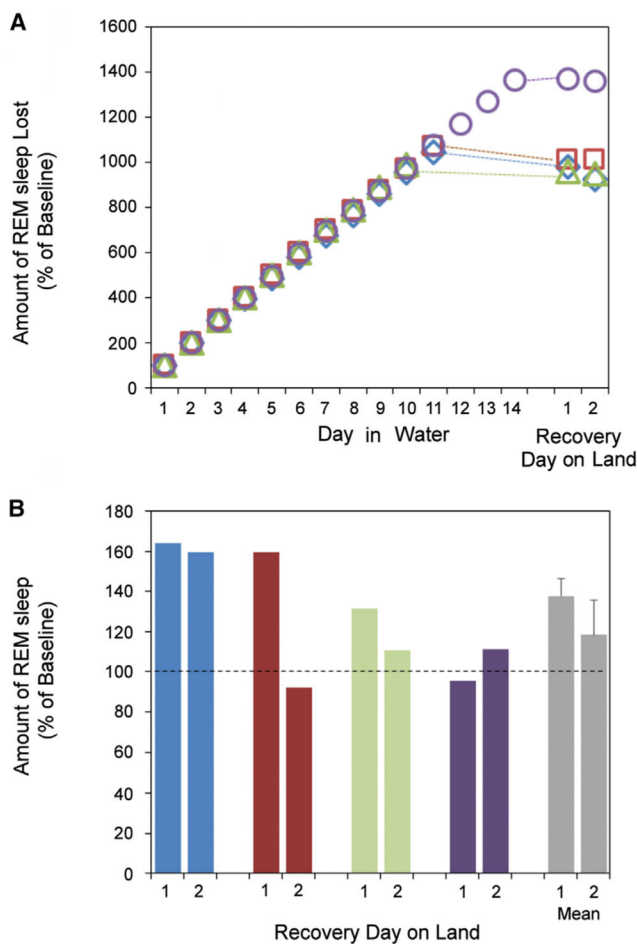 A
Amount of REM sleep Lost
(% of Baseline)
1600
1400
1200
1000
800
600
400
200
0
1 2 3 4 5 6 7 8 9 10 11 12 13 14 1 2
Day in Water
Recovery
Day on Land
B
Amount of REM sleep
(% of Baseline)
180
160
140
120
100
80
60
40
20
0
1 2 1 2 1 2 1 2 1 2
Mean
Recovery Day on Land